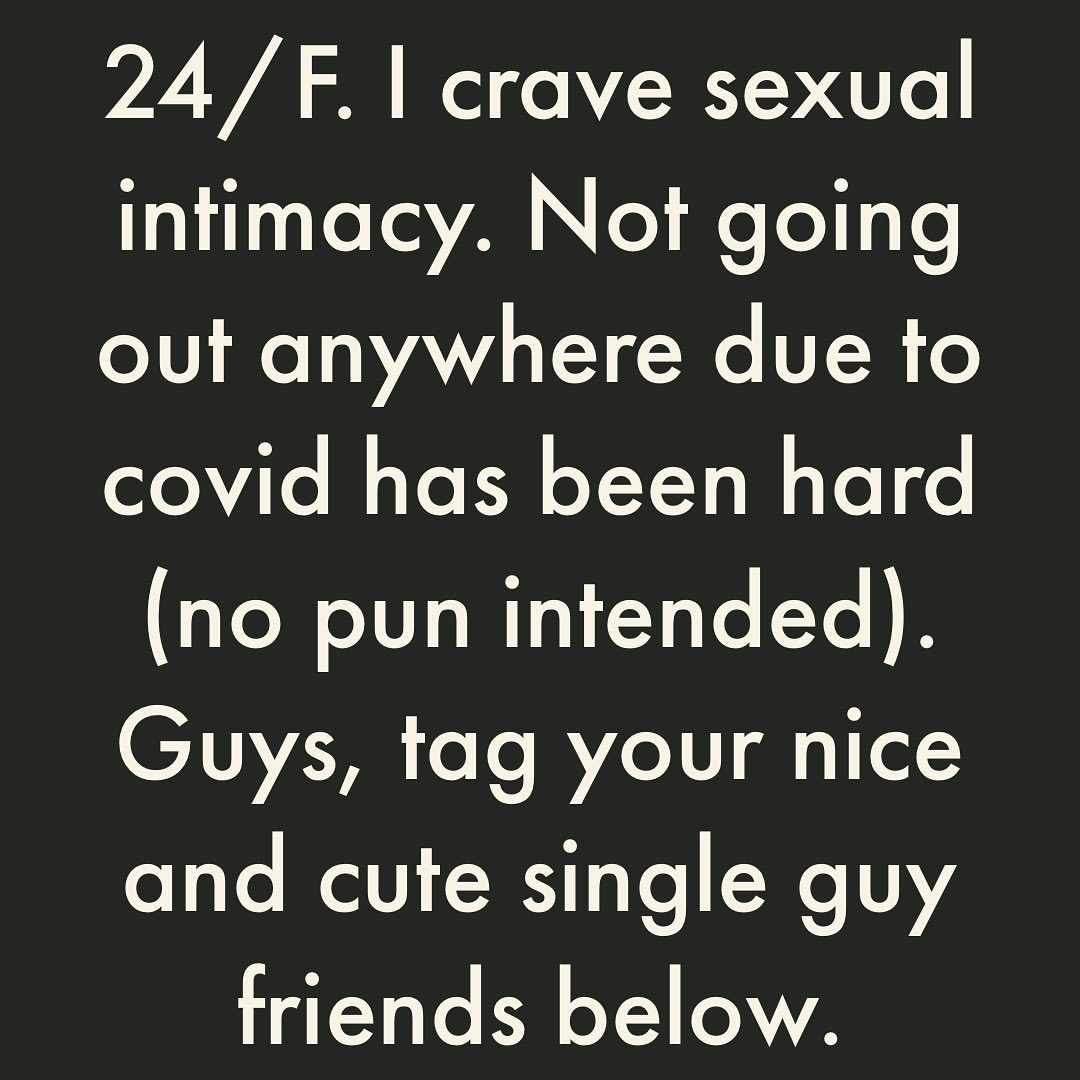 24/F. I crave sexual
intimacy. Not going
out anywhere due to
covid has been hard
(no pun intended).
Guys, tag your nice
and cute single guy
friends below.